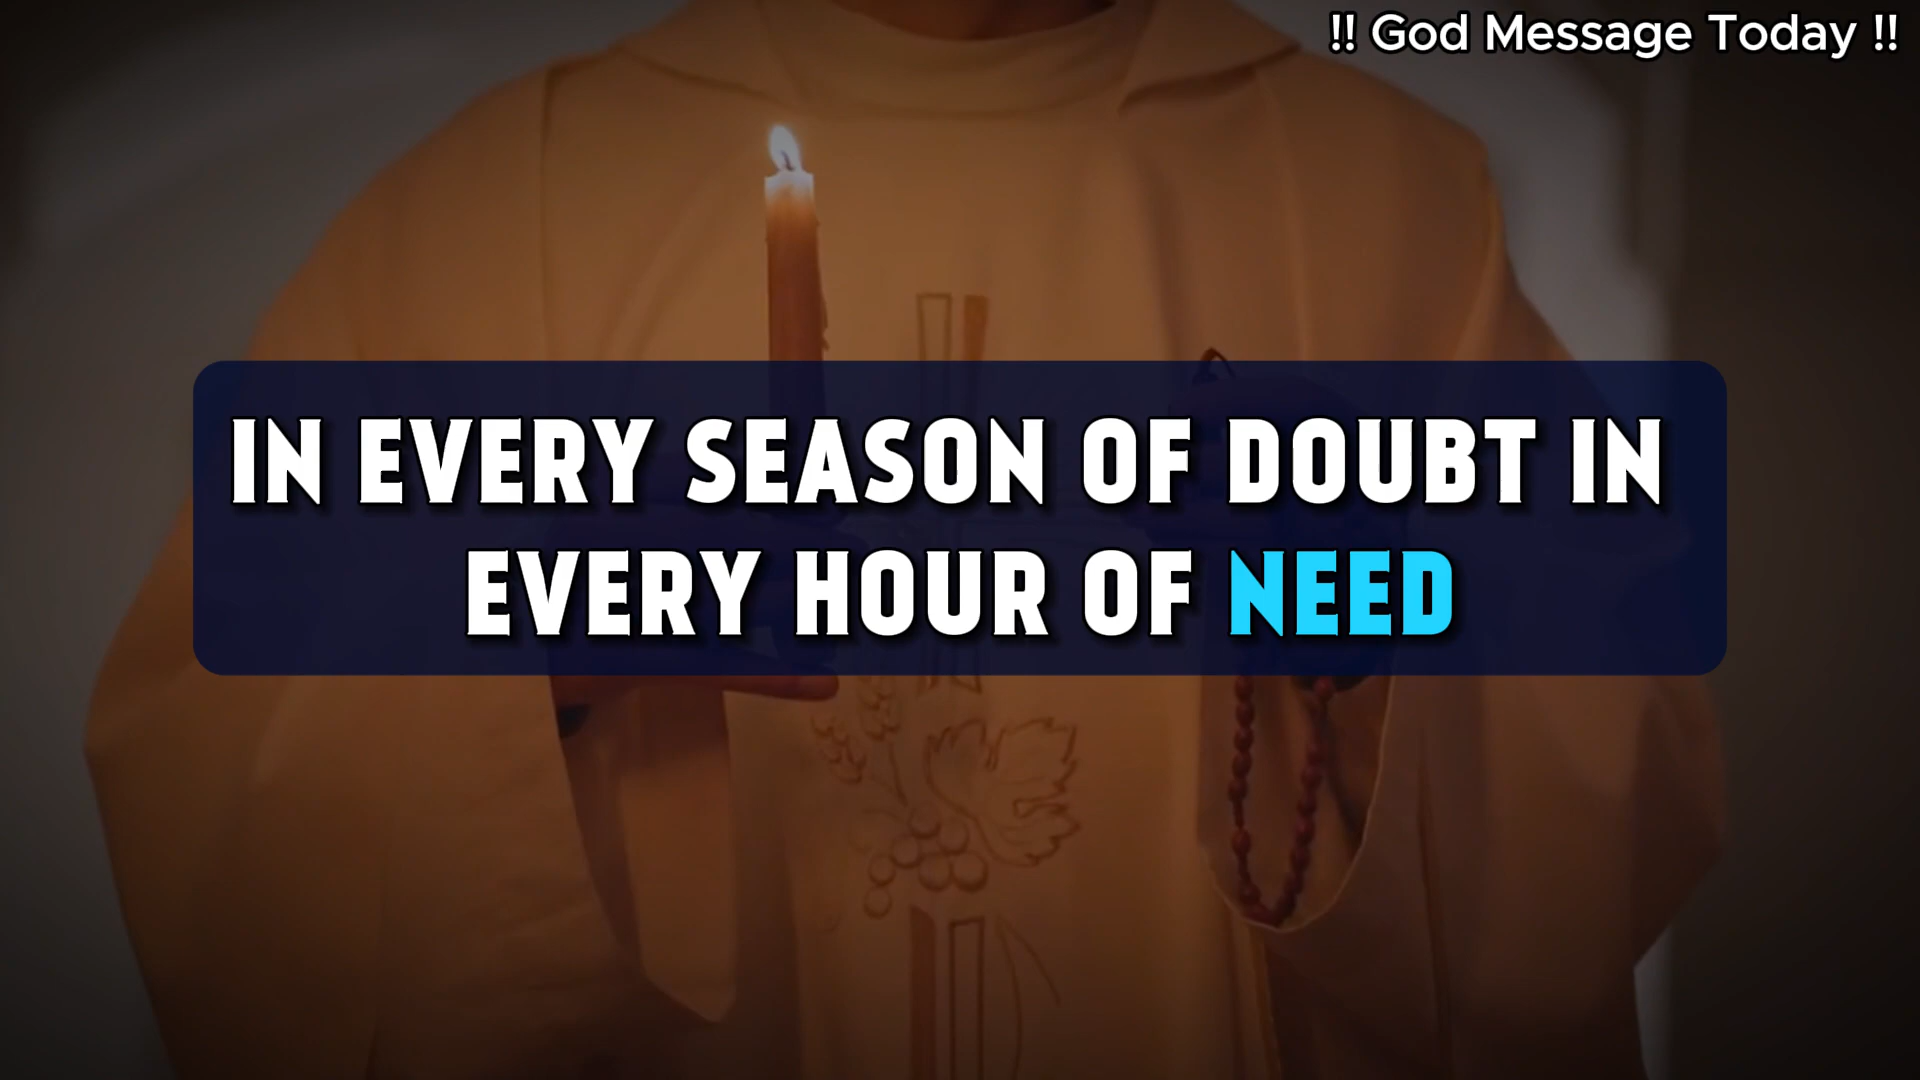 !! God Message Today !!
IN EVERY SEASON OF DOUBT IN
EVERY HOUR OF NEED